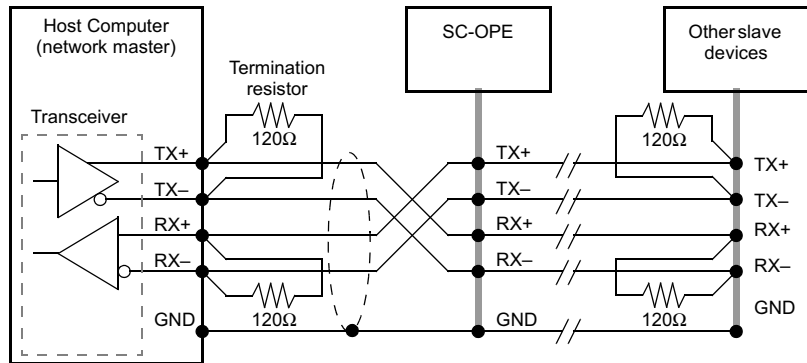 Host Computer
(network master)
SC-OPE
Other slave
devices
Termination
resistor
Transceiver
120Ω
120Ω
TX+
TX+
TX+
TX–
TX–
TX–
RX+
RX+
RX+
RX–
RX–
RX–
GND
GND
GND
120Ω
120Ω